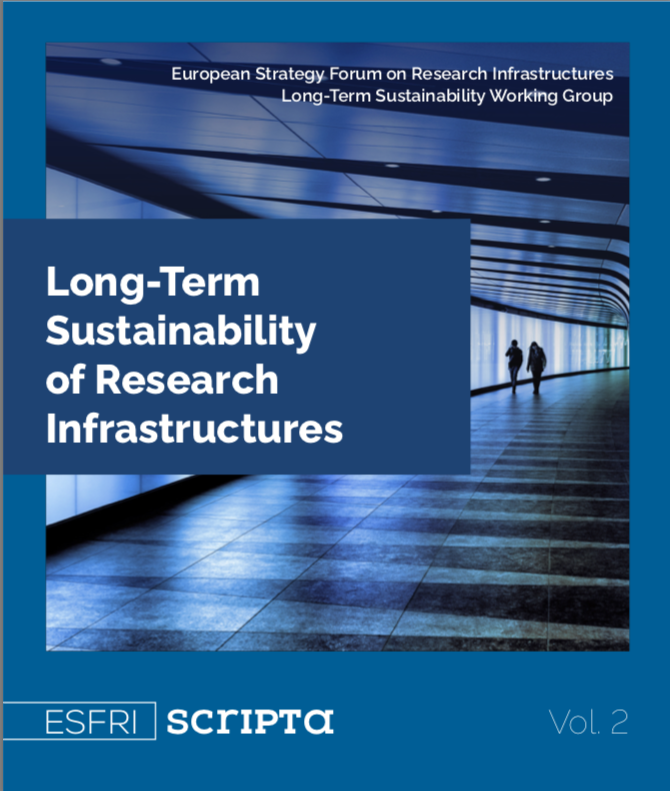 European Strategy Forum on Research Infrastructures
Long-Term Sustainability Working Group
Long-Term
Sustainability
of Research
Infrastructures
ESFRI SCRIPTA Vol. 2